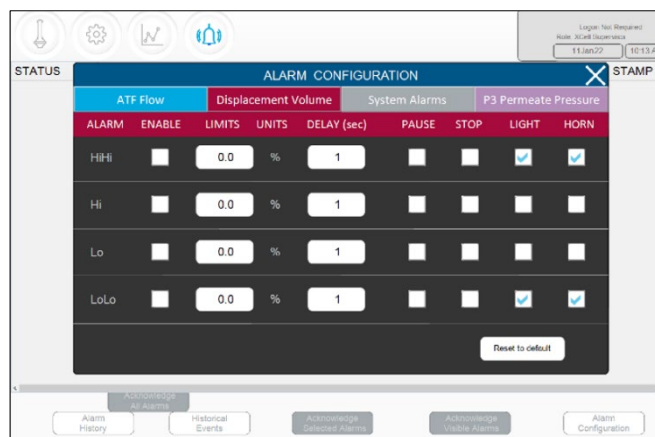 Logon Not Required
Role: XCell Supervisor
11Jan22 10:13 A
STATUS STAMP
ALARM CONFIGURATION
ATF Flow Displacement Volume System Alarms P3 Permeate Pressure
ALARM ENABLE LIMITS UNITS DELAY (sec) PAUSE STOP LIGHT HORN
HiHi 0.0 % 1
Hi 0.0 % 1
Lo 0.0 % 1
LoLo 0.0 % 1
Reset to default
Acknowledge
All Alarms
Alarm History Historical Events Acknowledge Selected Alarms Acknowledge Visible Alarms Alarm Configuration